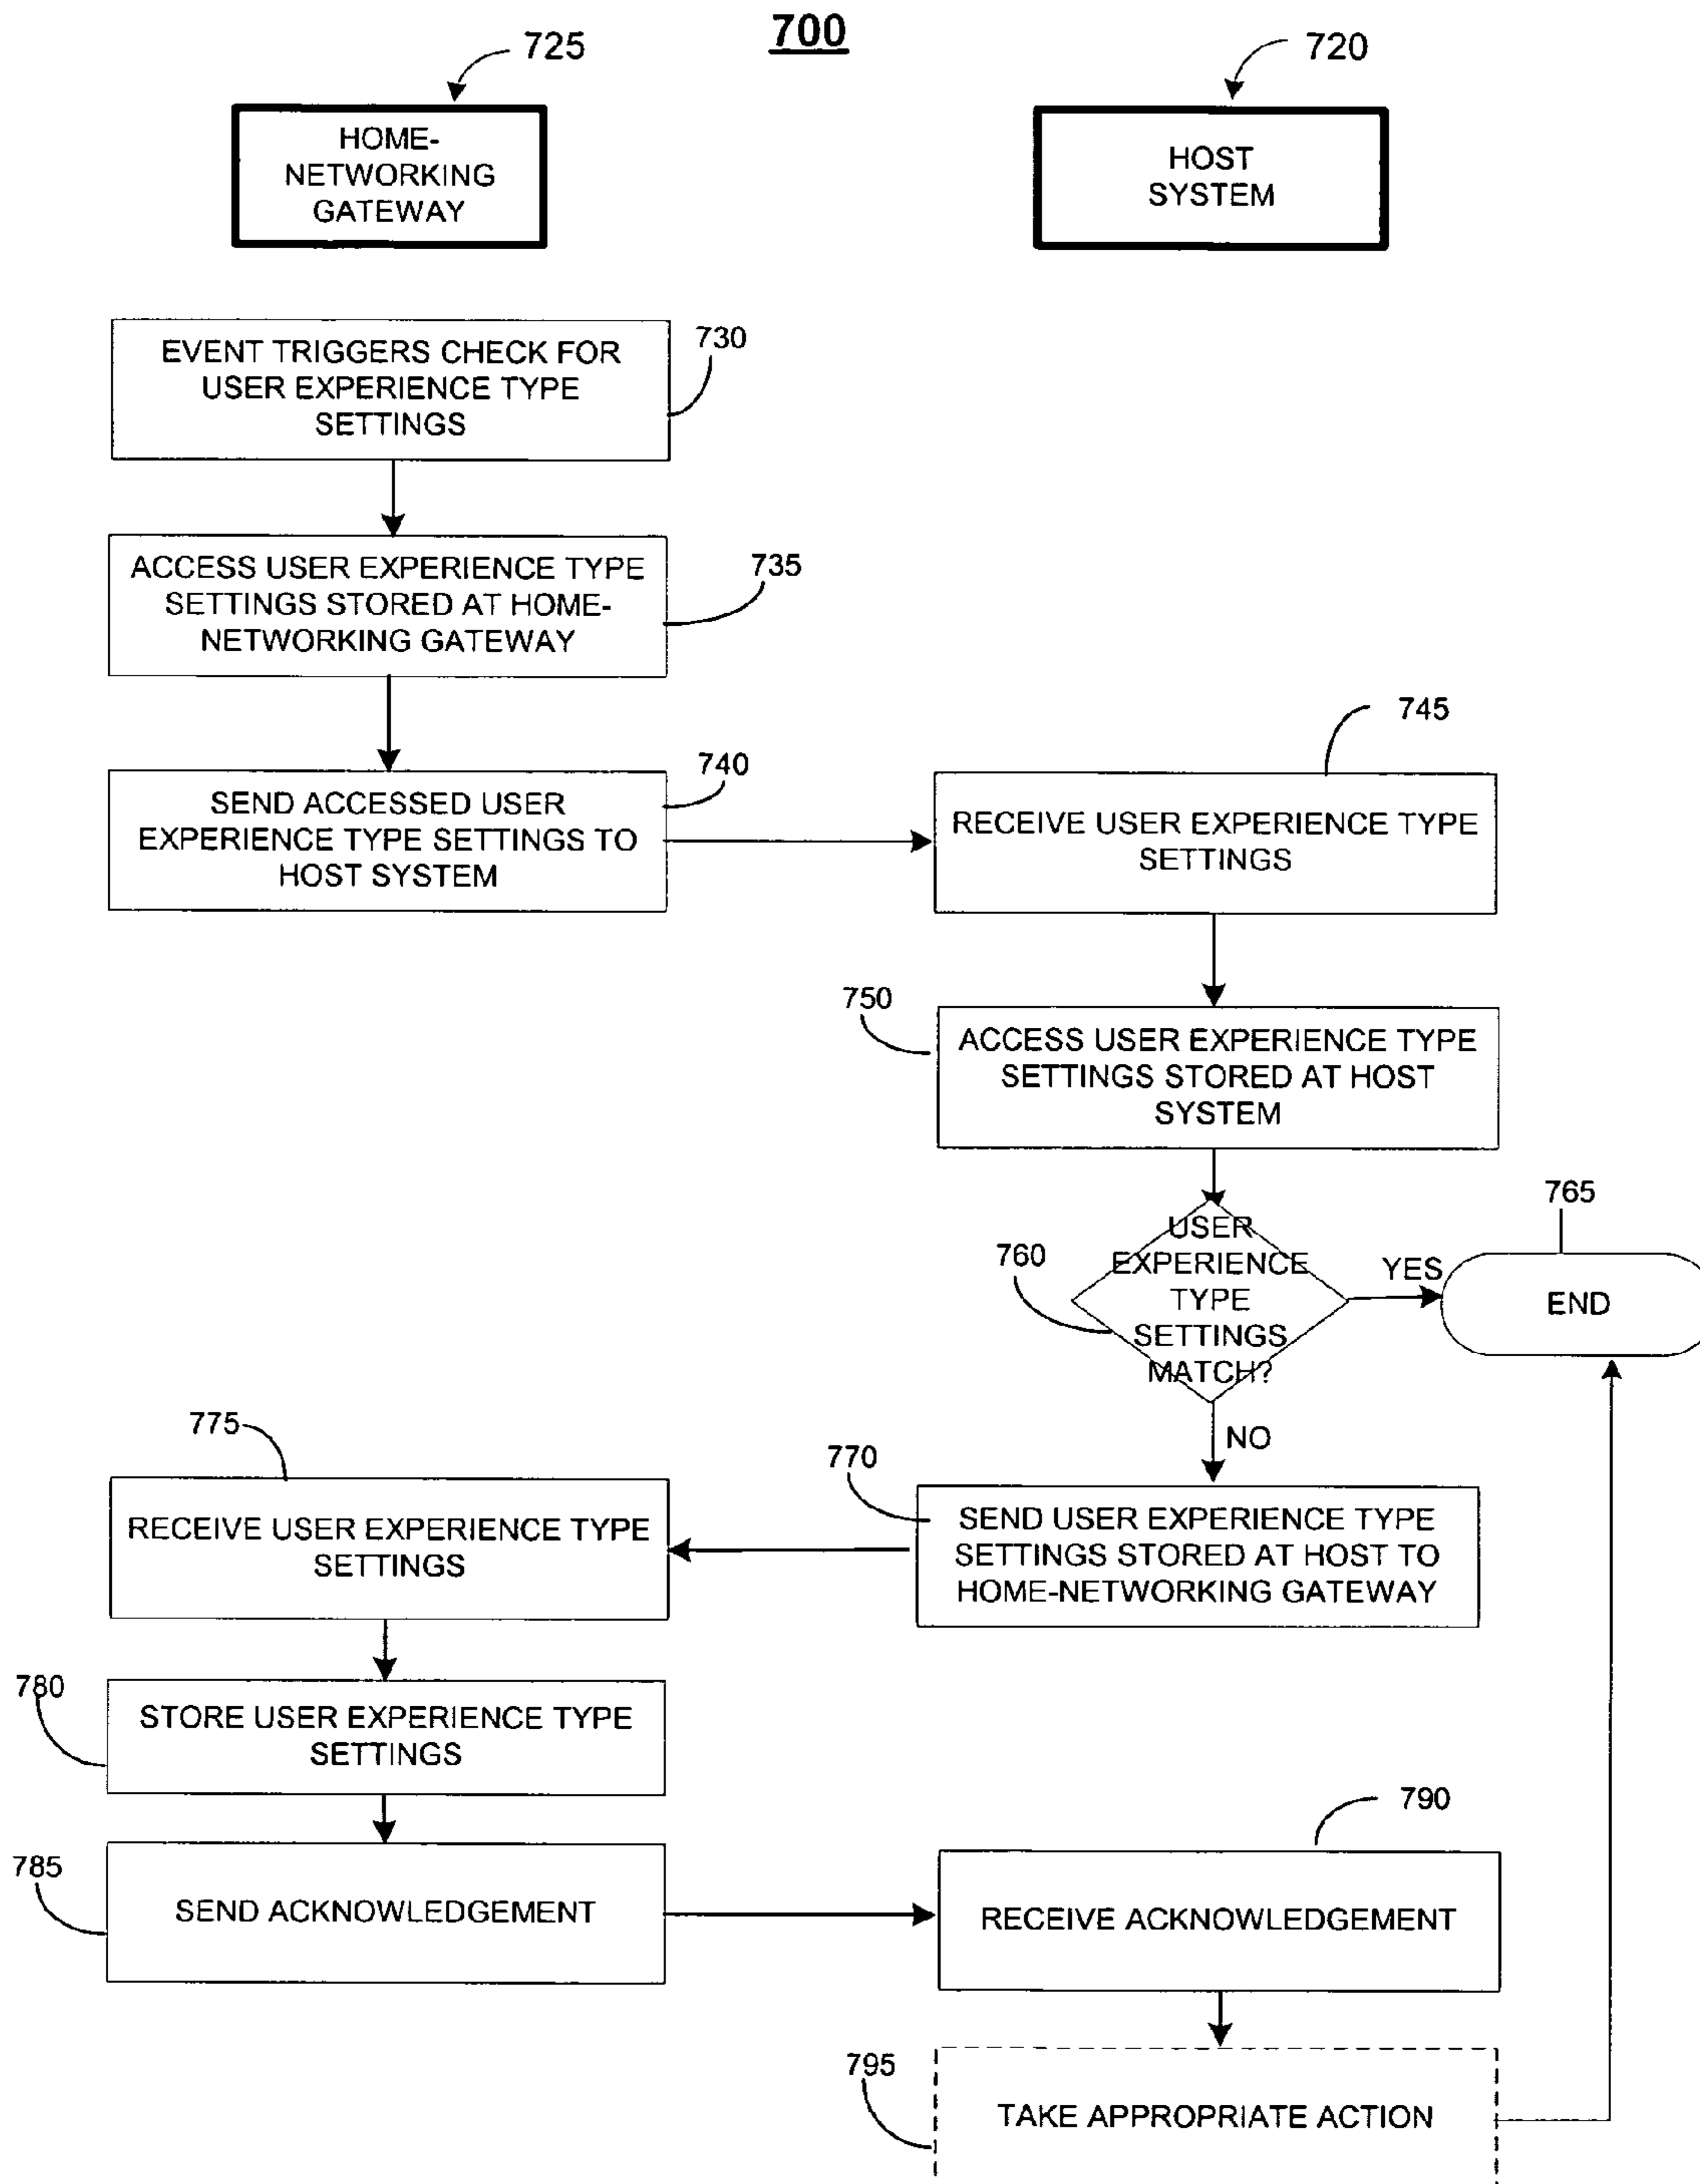 700
725
720
HOME-
NETWORKING
GATEWAY
HOST
SYSTEM
EVENT TRIGGERS CHECK FOR
USER EXPERIENCE TYPE
SETTINGS
730
ACCESS USER EXPERIENCE TYPE
SETTINGS STORED AT HOME-
NETWORKING GATEWAY
735
SEND ACCESSED USER
EXPERIENCE TYPE SETTINGS TO
HOST SYSTEM
740
745
RECEIVE USER EXPERIENCE TYPE
SETTINGS
750
ACCESS USER EXPERIENCE TYPE
SETTINGS STORED AT HOST
SYSTEM
760
USER
EXPERIENCE
TYPE
SETTINGS
MATCH?
YES
765
END
NO
770
SEND USER EXPERIENCE TYPE
SETTINGS STORED AT HOST TO
HOME-NETWORKING GATEWAY
775
RECEIVE USER EXPERIENCE TYPE
SETTINGS
780
STORE USER EXPERIENCE TYPE
SETTINGS
785
SEND ACKNOWLEDGEMENT
790
RECEIVE ACKNOWLEDGEMENT
795
TAKE APPROPRIATE ACTION